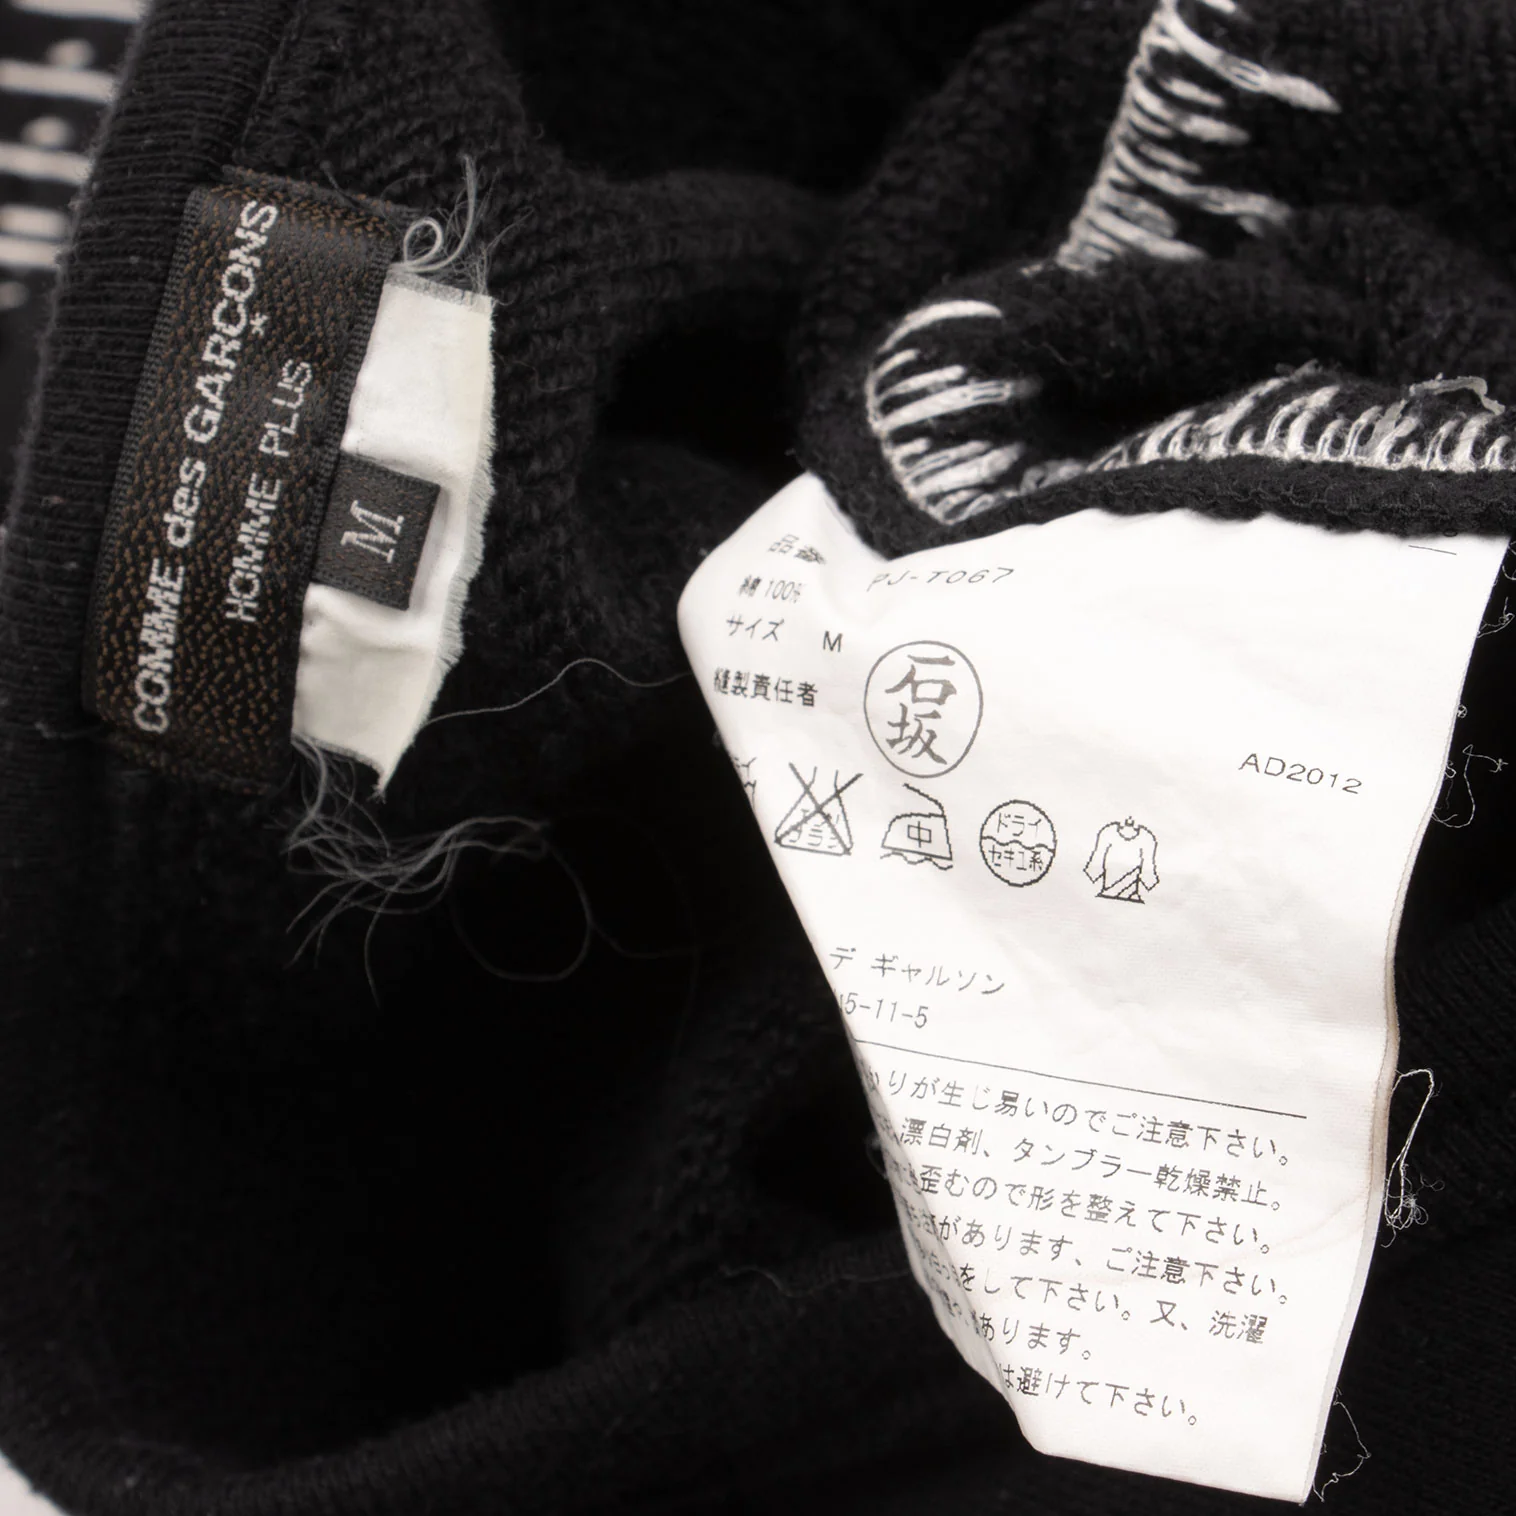 COMME des GARÇONS
HOMME PLUS
M
品番 PJ-T067
綿 100%
サイズ M
縫製責任者
石坂
AD2012
中
ドライ
セキユ系
デ ギャルソン
5-11-5
りが生じ易いのでご注意下さい。
漂白剤、タンブラー乾燥禁止。
歪むので形を整えて下さい。
があります、ご注意下さい。
をして下さい。又、洗濯
あります。
は避けて下さい。